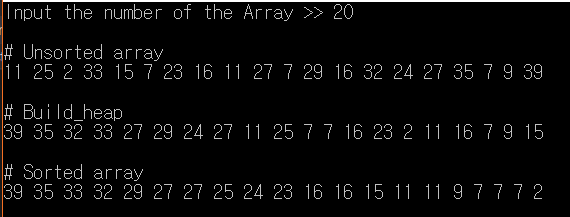 Input the number of the Array >> 20
# Unsorted array
11 25 2 33 15 7 23 16 11 27 7 29 16 32 24 27 35 7 9 39
# Build_heap
39 35 32 33 27 29 24 27 11 25 7 7 16 23 2 11 16 7 9 15
# Sorted array
39 35 33 32 29 27 27 25 24 23 16 16 15 11 11 9 7 7 7 2